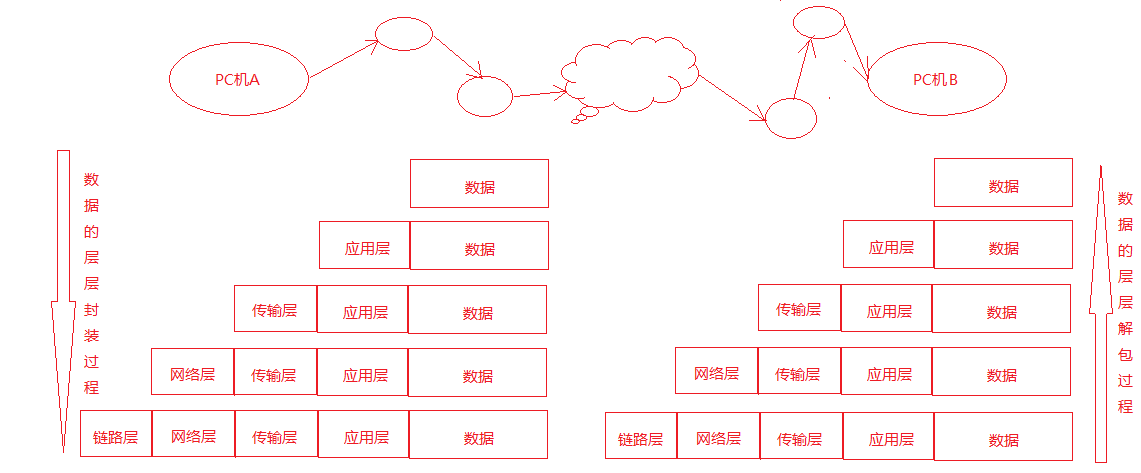 PC机A
PC机B
数据的层层封装过程
数据
应用层 数据
传输层 应用层 数据
网络层 传输层 应用层 数据
链路层 网络层 传输层 应用层 数据
数据
应用层 数据
传输层 应用层 数据
网络层 传输层 应用层 数据
链路层 网络层 传输层 应用层 数据
数据的层层解包过程